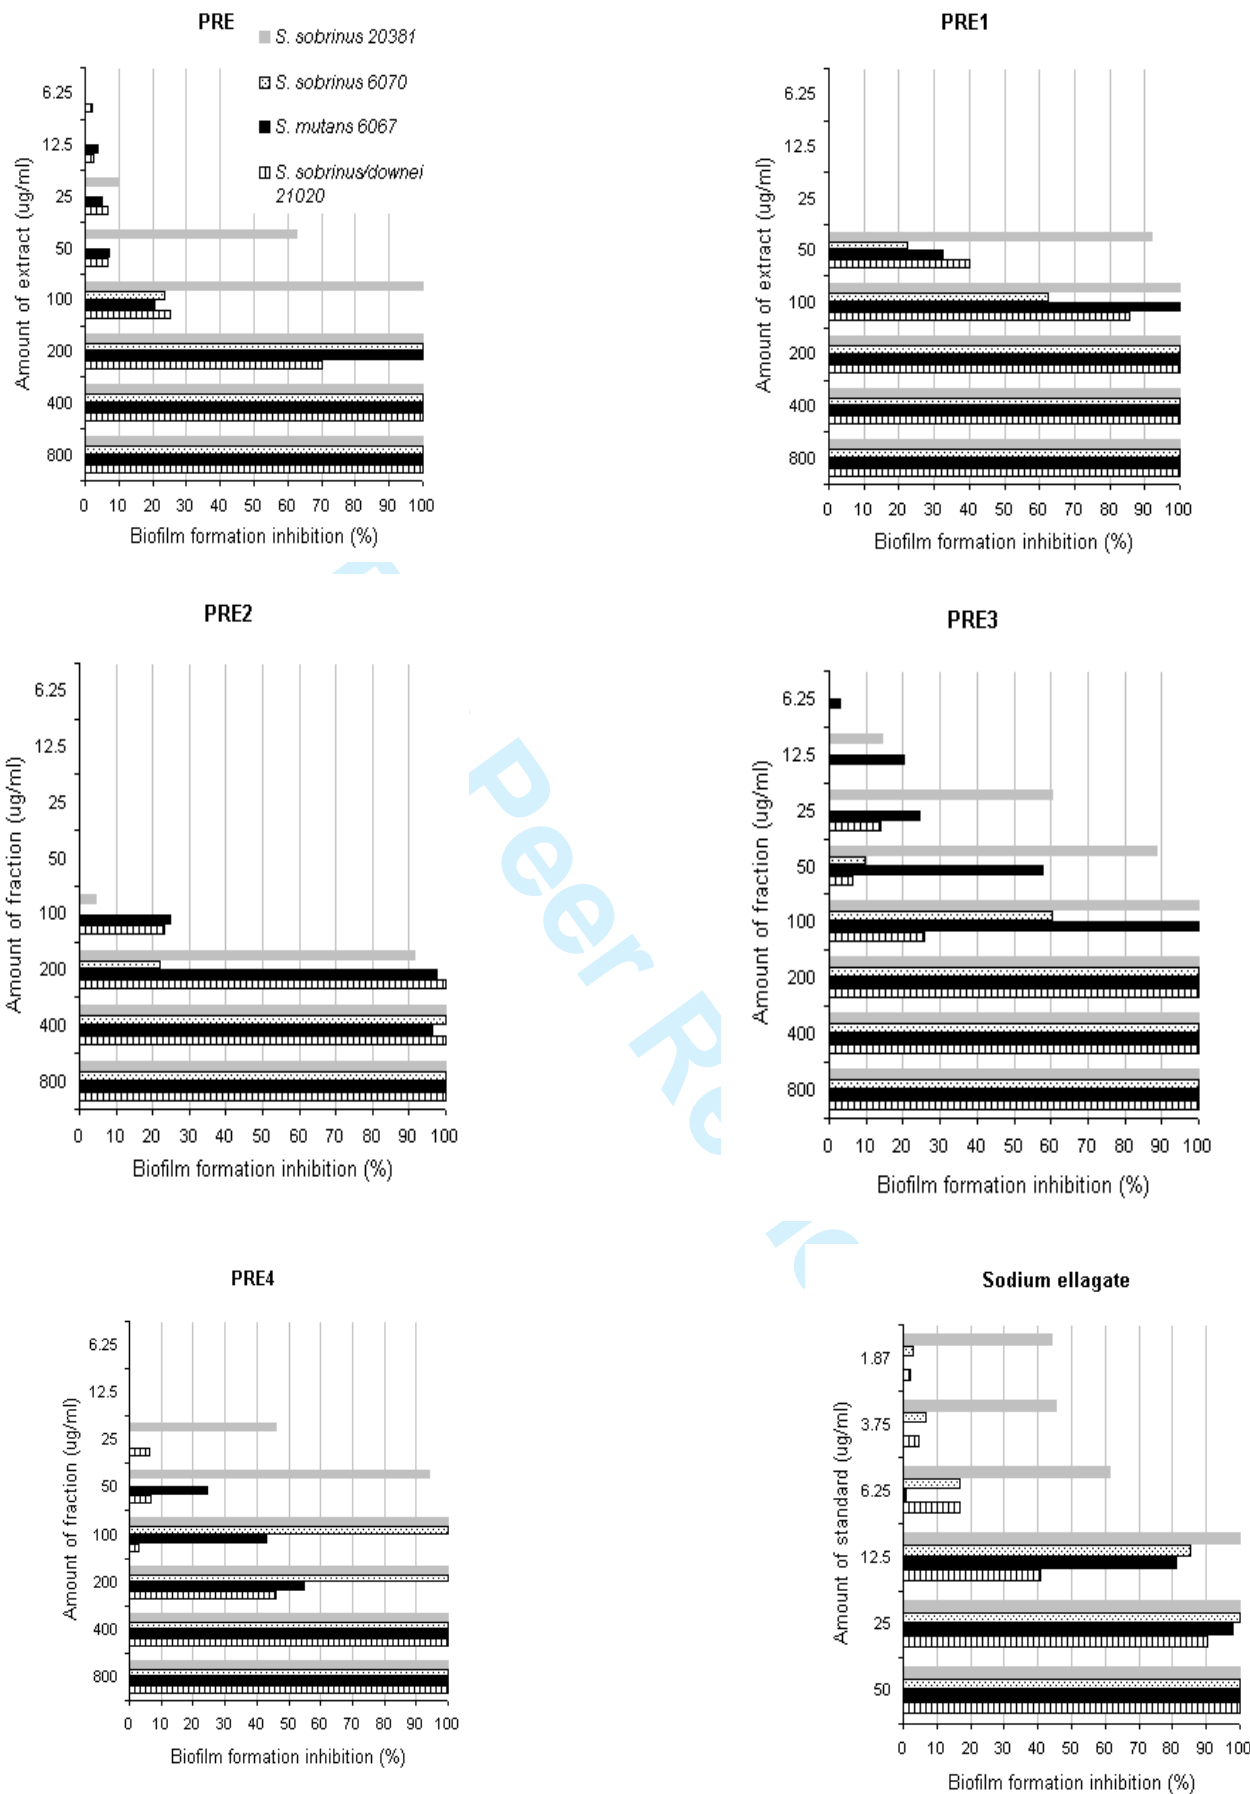 PRE
S. sobrinus 20381
S. sobrinus 6070
S. mutans 6067
S. sobrinus/downei
21020
Amount of extract (ug/ml)
6.25
12.5
25
50
100
200
400
800
0 10 20 30 40 50 60 70 80 90 100
Biofilm formation inhibition (%)
PRE1
Amount of extract (ug/ml)
6.25
12.5
25
50
100
200
400
800
0 10 20 30 40 50 60 70 80 90 100
Biofilm formation inhibition (%)
PRE2
Amount of fraction (ug/ml)
6.25
12.5
25
50
100
200
400
800
0 10 20 30 40 50 60 70 80 90 100
Biofilm formation inhibition (%)
PRE3
Amount of fraction (ug/ml)
6.25
12.5
25
50
100
200
400
800
0 10 20 30 40 50 60 70 80 90 100
Biofilm formation inhibition (%)
PRE4
Amount of fraction (ug/ml)
6.25
12.5
25
50
100
200
400
800
0 10 20 30 40 50 60 70 80 90 100
Biofilm formation inhibition (%)
Sodium ellagate
Amount of standard (ug/ml)
1.87
3.75
6.25
12.5
25
50
0 10 20 30 40 50 60 70 80 90 100
Biofilm formation inhibition (%)
Peer Re